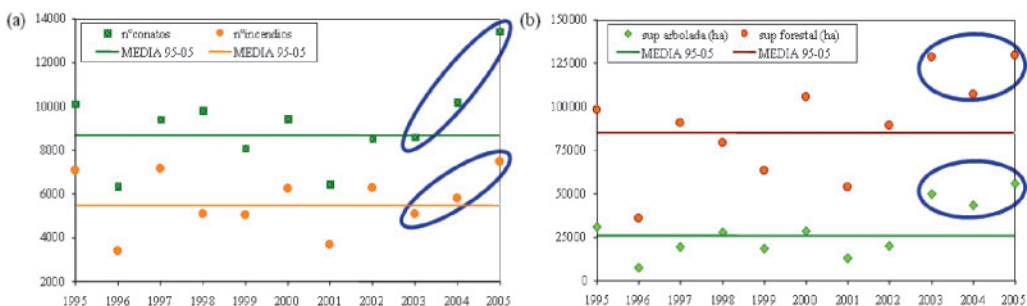 (a)
nºconatos nºincendios
MEDIA 95-05 MEDIA 95-05
14000
12000
10000
8000
6000
4000
2000
1995 1996 1997 1998 1999 2000 2001 2002 2003 2004 2005
(b)
sup arbolada (ha) sup forestal (ha)
MEDIA 95-05 MEDIA 95-05
150000
125000
100000
75000
50000
25000
0
1995 1996 1997 1998 1999 2000 2001 2002 2003 2004 2005